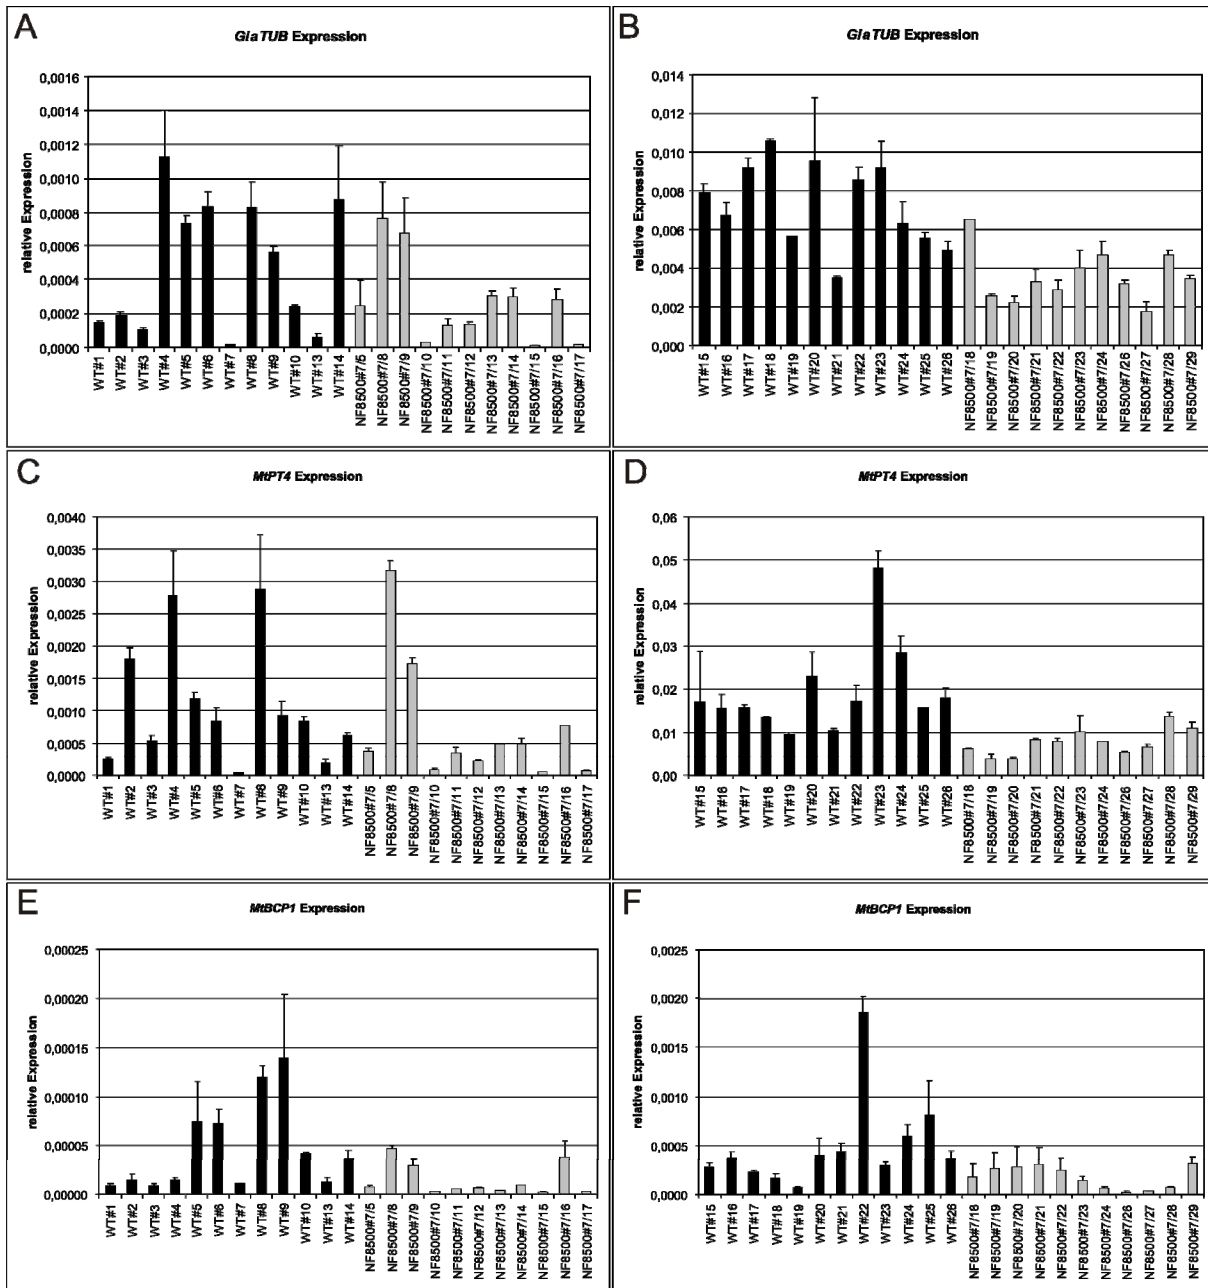 A
GiaTUB Expression
relative Expression
0,0016
0,0014
0,0012
0,0010
0,0008
0,0006
0,0004
0,0002
0,0000
WT#1
WT#2
WT#3
WT#4
WT#5
WT#6
WT#7
WT#8
WT#9
WT#10
WT#13
WT#14
NF8500#7/5
NF8500#7/8
NF8500#7/9
NF8500#7/10
NF8500#7/11
NF8500#7/12
NF8500#7/13
NF8500#7/14
NF8500#7/15
NF8500#7/16
NF8500#7/17
B
GiaTUB Expression
relative Expression
0,014
0,012
0,010
0,008
0,006
0,004
0,002
0,000
WT#15
WT#16
WT#17
WT#18
WT#19
WT#20
WT#21
WT#22
WT#23
WT#24
WT#25
WT#26
NF8500#7/18
NF8500#7/19
NF8500#7/20
NF8500#7/21
NF8500#7/22
NF8500#7/23
NF8500#7/24
NF8500#7/26
NF8500#7/27
NF8500#7/28
NF8500#7/29
C
MtPT4 Expression
relative Expression
0,0040
0,0035
0,0030
0,0025
0,0020
0,0015
0,0010
0,0005
0,0000
WT#1
WT#2
WT#3
WT#4
WT#5
WT#6
WT#7
WT#8
WT#9
WT#10
WT#13
WT#14
NF8500#7/5
NF8500#7/8
NF8500#7/9
NF8500#7/10
NF8500#7/11
NF8500#7/12
NF8500#7/13
NF8500#7/14
NF8500#7/15
NF8500#7/16
NF8500#7/17
D
MtPT4 Expression
relative Expression
0,06
0,05
0,04
0,03
0,02
0,01
0,00
WT#15
WT#16
WT#17
WT#18
WT#19
WT#20
WT#21
WT#22
WT#23
WT#24
WT#25
WT#26
NF8500#7/18
NF8500#7/19
NF8500#7/20
NF8500#7/21
NF8500#7/22
NF8500#7/23
NF8500#7/24
NF8500#7/26
NF8500#7/27
NF8500#7/28
NF8500#7/29
E
MtBCP1 Expression
relative Expression
0,00025
0,00020
0,00015
0,00010
0,00005
0,00000
WT#1
WT#2
WT#3
WT#4
WT#5
WT#6
WT#7
WT#8
WT#9
WT#10
WT#13
WT#14
NF8500#7/5
NF8500#7/8
NF8500#7/9
NF8500#7/10
NF8500#7/11
NF8500#7/12
NF8500#7/13
NF8500#7/14
NF8500#7/15
NF8500#7/16
NF8500#7/17
F
MtBCP1 Expression
relative Expression
0,0025
0,0020
0,0015
0,0010
0,0005
0,0000
WT#15
WT#16
WT#17
WT#18
WT#19
WT#20
WT#21
WT#22
WT#23
WT#24
WT#25
WT#26
NF8500#7/18
NF8500#7/19
NF8500#7/20
NF8500#7/21
NF8500#7/22
NF8500#7/23
NF8500#7/24
NF8500#7/26
NF8500#7/27
NF8500#7/28
NF8500#7/29